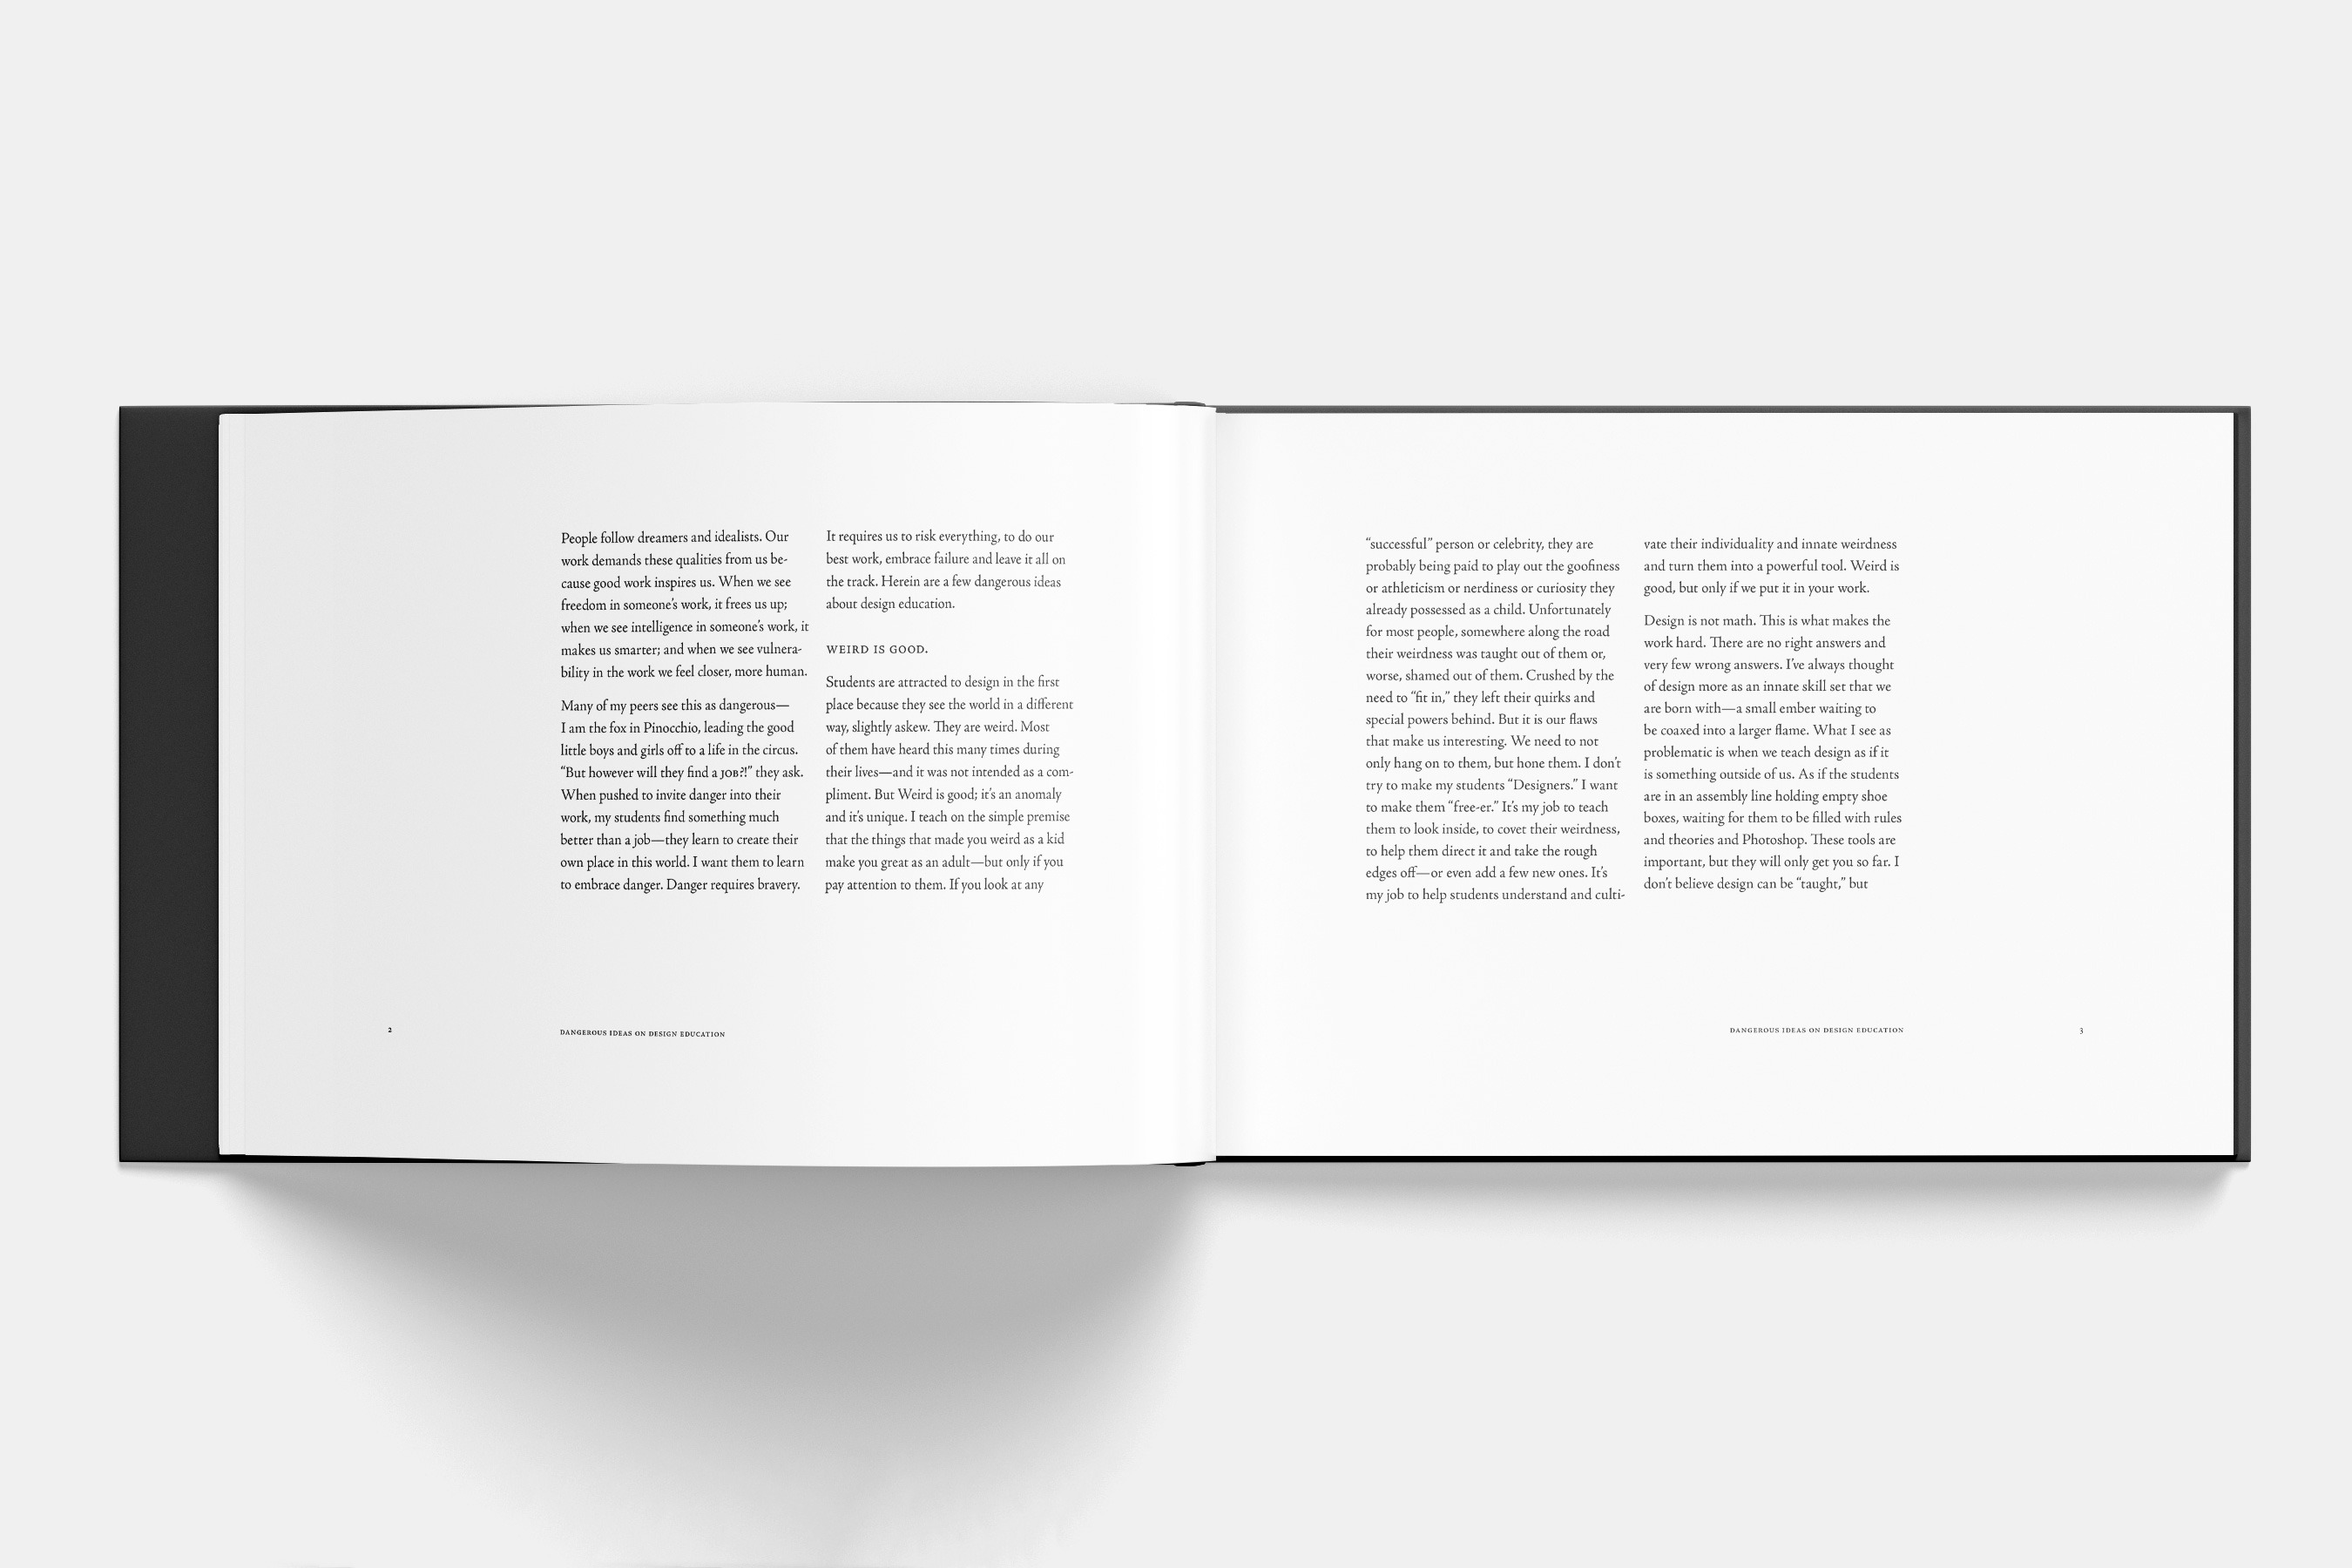 People follow dreamers and idealists. Our
work demands these qualities from us be-
cause good work inspires us. When we see
freedom in someone’s work, it frees us up;
when we see intelligence in someone’s work, it
makes us smarter; and when we see vulnera-
bility in the work we feel closer, more human.
Many of my peers see this as dangerous—
I am the fox in Pinocchio, leading the good
little boys and girls off to a life in the circus.
“But however will they find a JOB?!” they ask.
When pushed to invite danger into their
work, my students find something much
better than a job—they learn to create their
own place in this world. I want them to learn
to embrace danger. Danger requires bravery.
It requires us to risk everything, to do our
best work, embrace failure and leave it all on
the track. Herein are a few dangerous ideas
about design education.
WEIRD IS GOOD.
Students are attracted to design in the first
place because they see the world in a different
way, slightly askew. They are weird. Most
of them have heard this many times during
their lives—and it was not intended as a com-
pliment. But Weird is good; it’s an anomaly
and it’s unique. I teach on the simple premise
that the things that made you weird as a kid
make you great as an adult—but only if you
pay attention to them. If you look at any
2
DANGEROUS IDEAS ON DESIGN EDUCATION
“successful” person or celebrity, they are
probably being paid to play out the goofiness
or athleticism or nerdiness or curiosity they
already possessed as a child. Unfortunately
for most people, somewhere along the road
their weirdness was taught out of them or,
worse, shamed out of them. Crushed by the
need to “fit in,” they left their quirks and
special powers behind. But it is our flaws
that make us interesting. We need to not
only hang on to them, but hone them. I don’t
try to make my students “Designers.” I want
to make them “free-er.” It’s my job to teach
them to look inside, to covet their weirdness,
to help them direct it and take the rough
edges off—or even add a few new ones. It’s
my job to help students understand and culti-
vate their individuality and innate weirdness
and turn them into a powerful tool. Weird is
good, but only if we put it in your work.
Design is not math. This is what makes the
work hard. There are no right answers and
very few wrong answers. I’ve always thought
of design more as an innate skill set that we
are born with—a small ember waiting to
be coaxed into a larger flame. What I see as
problematic is when we teach design as if it
is something outside of us. As if the students
are in an assembly line holding empty shoe
boxes, waiting for them to be filled with rules
and theories and Photoshop. These tools are
important, but they will only get you so far. I
don’t believe design can be “taught,” but
DANGEROUS IDEAS ON DESIGN EDUCATION
3